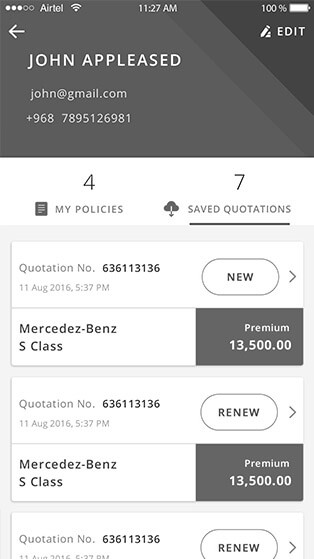 Airtel 11:27 AM 100 %
EDIT
JOHN APPLEASED
john@gmail.com
+968 7895126981
4 7
MY POLICIES SAVED QUOTATIONS
Quotation No. 636113136
NEW
11 Aug 2016, 5:37 PM
Mercedez-Benz
S Class
Premium
13,500.00
Quotation No. 636113136
RENEW
11 Aug 2016, 5:37 PM
Mercedez-Benz
S Class
Premium
13,500.00
Quotation No. 636113136
RENEW
11 Aug 2016, 5:37 PM